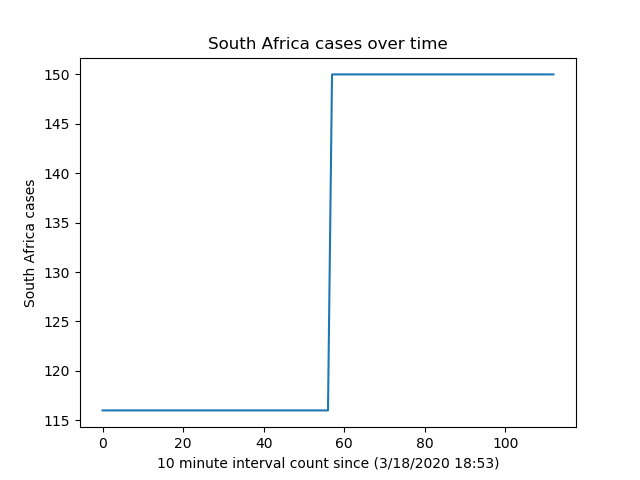 South Africa cases over time
South Africa cases
150
145
140
135
130
125
120
115
0 20 40 60 80 100
10 minute interval count since (3/18/2020 18:53)